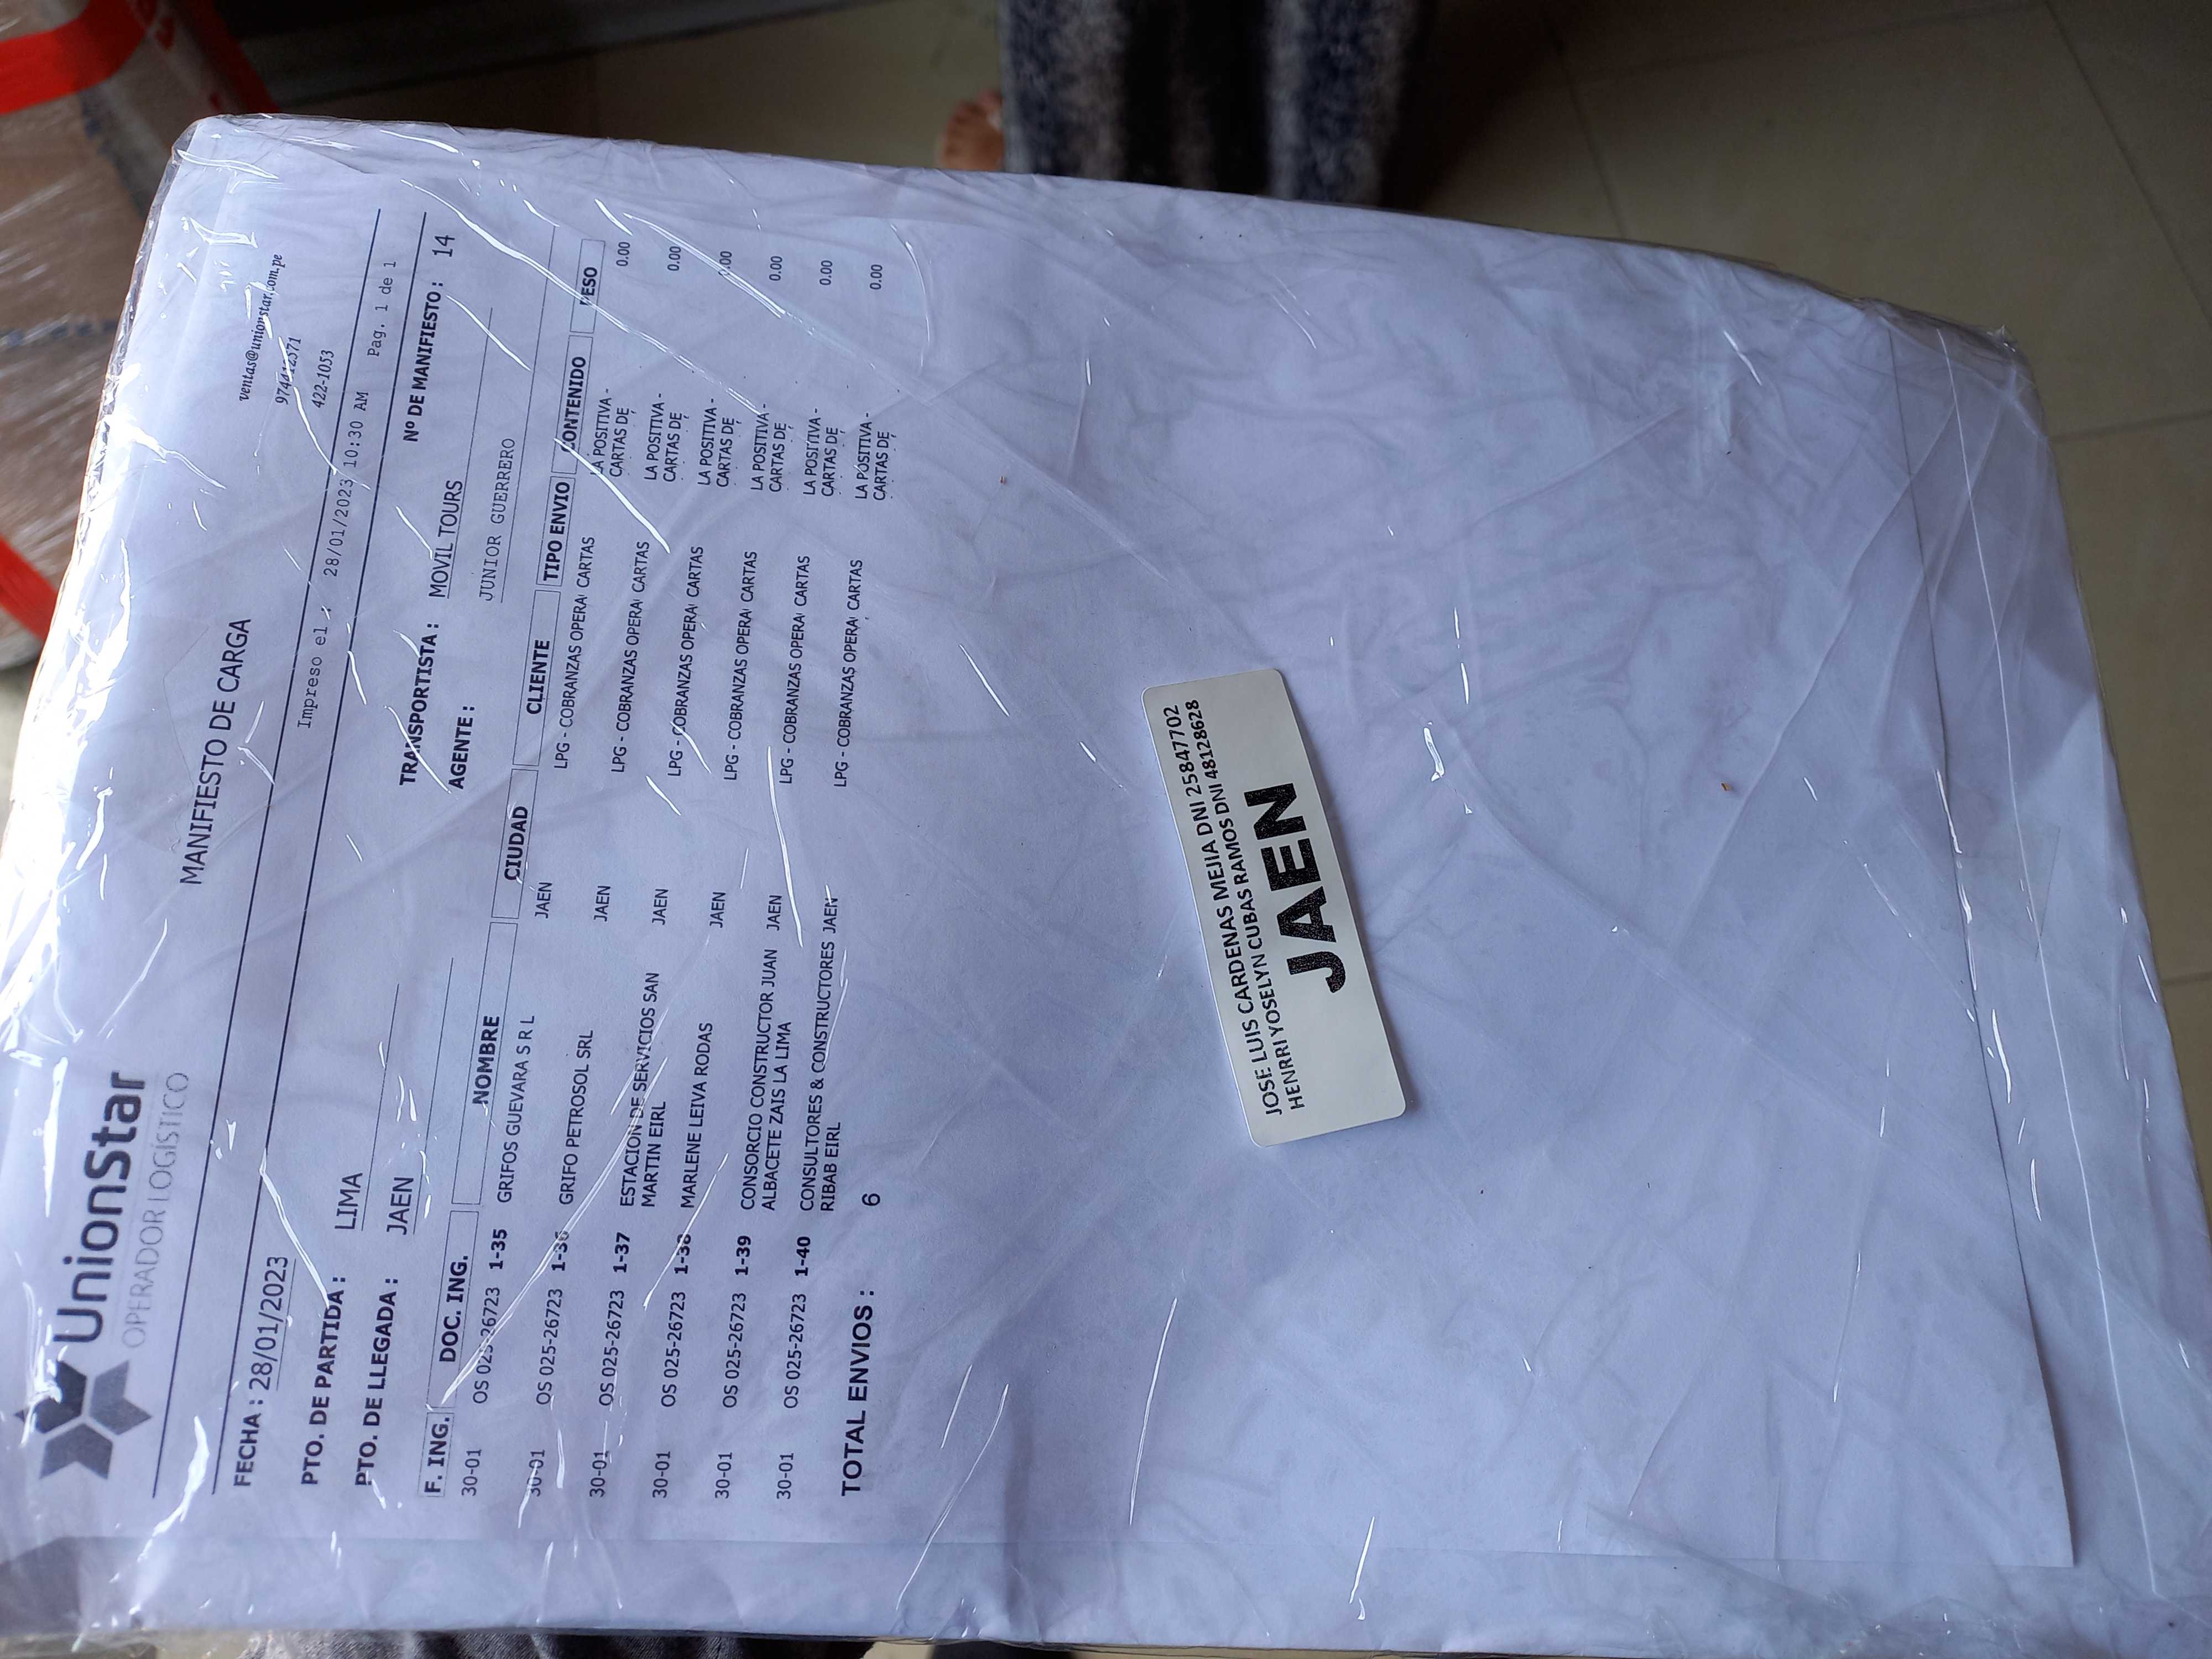 UnionStar
OPERADOR LOGÍSTICO
MANIFIESTO DE CARGA
ventas@unionstar.com.pe
422-1053
Impreso el : 28/01/2023 10:30 AM Pag. 1 de 1
FECHA : 28/01/2023
PTO. DE PARTIDA : LIMA
PTO. DE LLEGADA : JAEN
TRANSPORTISTA : MOVIL TOURS
Nº DE MANIFIESTO : 14
AGENTE : JUNIOR GUERRERO
F. ING. DOC. ING. NOMBRE CIUDAD CLIENTE TIPO ENVIO CONTENIDO PESO
30-01 OS 025-26723 1-35 GRIFOS GUEVARA S R L JAEN LPG - COBRANZAS OPERA CARTAS LA POSITIVA - 0.00
CARTAS DE
30-01 OS 025-26723 1-36 GRIFO PETROSOL SRL JAEN LPG - COBRANZAS OPERA CARTAS LA POSITIVA - 0.00
CARTAS DE
30-01 OS 025-26723 1-37 ESTACION DE SERVICIOS SAN JAEN LPG - COBRANZAS OPERA CARTAS LA POSITIVA - 0.00
MARTIN EIRL CARTAS DE
30-01 OS 025-26723 1-38 MARLENE LEIVA RODAS JAEN LPG - COBRANZAS OPERA CARTAS LA POSITIVA - 0.00
CARTAS DE
30-01 OS 025-26723 1-39 CONSORCIO CONSTRUCTOR JUAN JAEN LPG - COBRANZAS OPERA CARTAS LA POSITIVA - 0.00
ALBACETE ZAIS LA LIMA CARTAS DE
30-01 OS 025-26723 1-40 CONSULTORES & CONSTRUCTORES JAEN LPG - COBRANZAS OPERA CARTAS LA POSITIVA - 0.00
RIBAB EIRL CARTAS DE
TOTAL ENVIOS : 6
JOSE LUIS CARDENAS MEJIA DNI 25847702
HENRRI YOSELYN CUBAS RAMOS DNI 48128628
JAEN